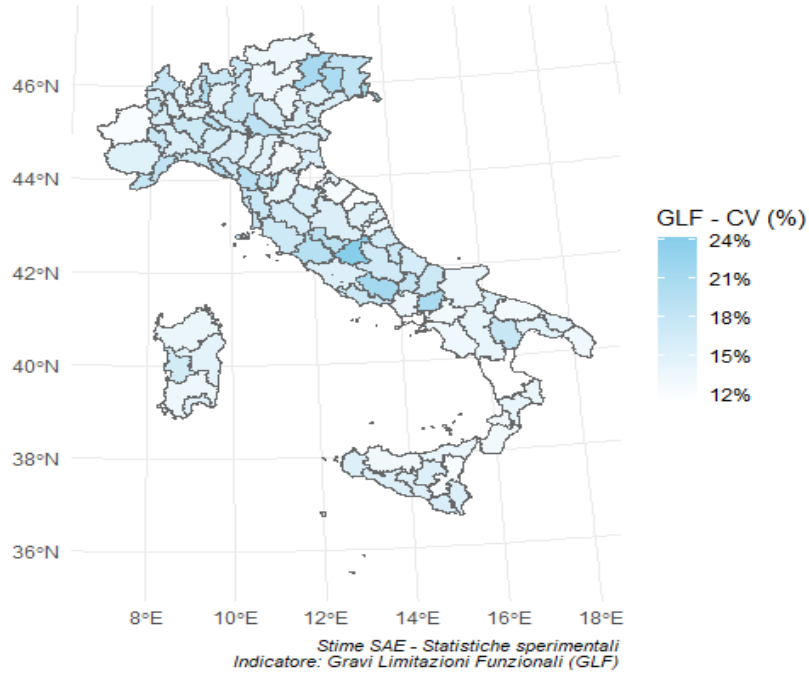 46°N
44°N
42°N
40°N
38°N
36°N
8°E 10°E 12°E 14°E 16°E 18°E
GLF - CV (%)
24%
21%
18%
15%
12%
Stime SAE - Statistiche sperimentali
Indicatore: Gravi Limitazioni Funzionali (GLF)